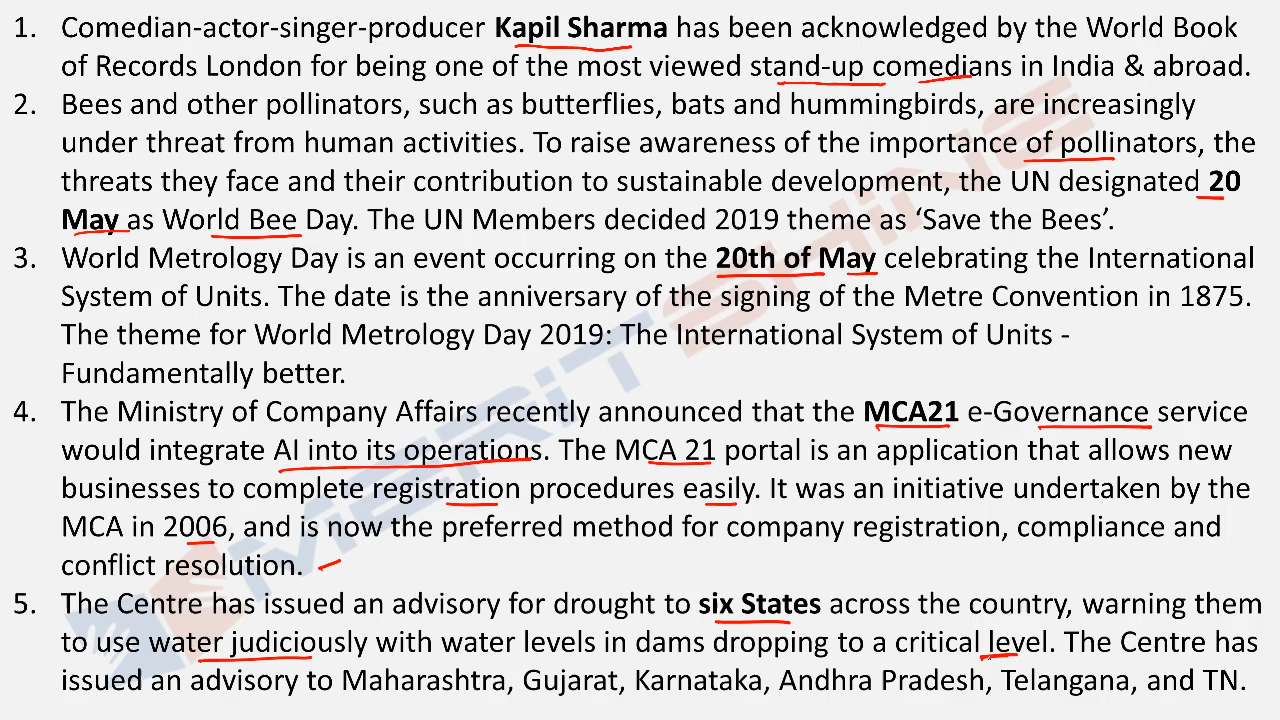 1. Comedian-actor-singer-producer Kapil Sharma has been acknowledged by the World Book
of Records London for being one of the most viewed stand-up comedians in India & abroad.
2. Bees and other pollinators, such as butterflies, bats and hummingbirds, are increasingly
under threat from human activities. To raise awareness of the importance of pollinators, the
threats they face and their contribution to sustainable development, the UN designated 20
May as World Bee Day. The UN Members decided 2019 theme as ‘Save the Bees’.
3. World Metrology Day is an event occurring on the 20th of May celebrating the International
System of Units. The date is the anniversary of the signing of the Metre Convention in 1875.
The theme for World Metrology Day 2019: The International System of Units -
Fundamentally better.
4. The Ministry of Company Affairs recently announced that the MCA21 e-Governance service
would integrate AI into its operations. The MCA 21 portal is an application that allows new
businesses to complete registration procedures easily. It was an initiative undertaken by the
MCA in 2006, and is now the preferred method for company registration, compliance and
conflict resolution.
5. The Centre has issued an advisory for drought to six States across the country, warning them
to use water judiciously with water levels in dams dropping to a critical level. The Centre has
issued an advisory to Maharashtra, Gujarat, Karnataka, Andhra Pradesh, Telangana, and TN.
MERiT SHiNE